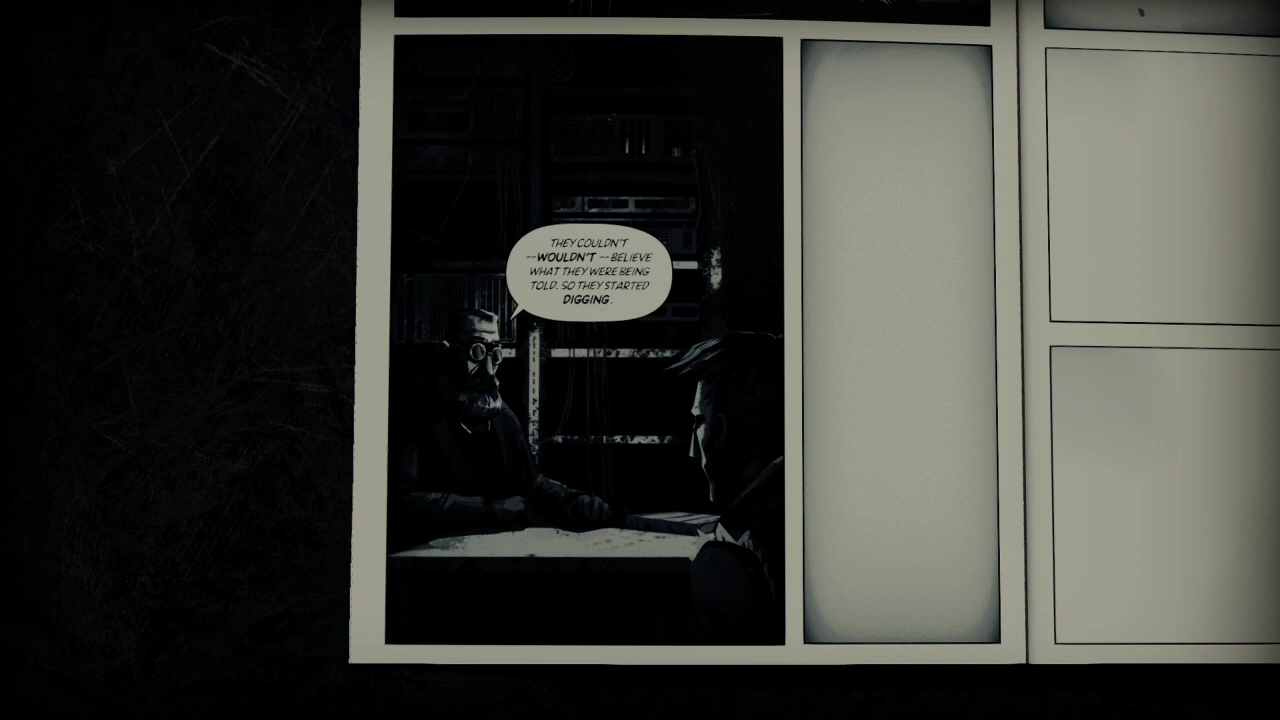 THEY COULDN'T
--WOULDN'T -- BELIEVE
WHAT THEY WERE BEING
TOLD. SO THEY STARTED
DIGGING.